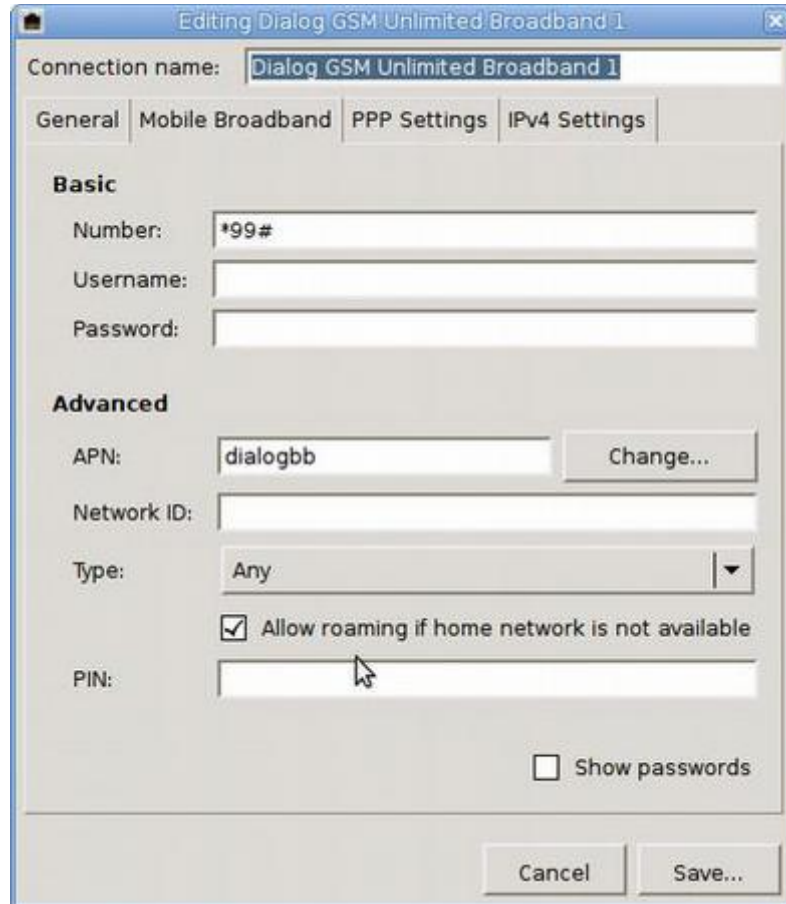 Editing Dialog GSM Unlimited Broadband 1
Connection name: Dialog GSM Unlimited Broadband 1
General Mobile Broadband PPP Settings IPv4 Settings
Basic
Number: *99#
Username:
Password:
Advanced
APN: dialogbb Change...
Network ID:
Type: Any
Allow roaming if home network is not available
PIN:
Show passwords
Cancel Save...